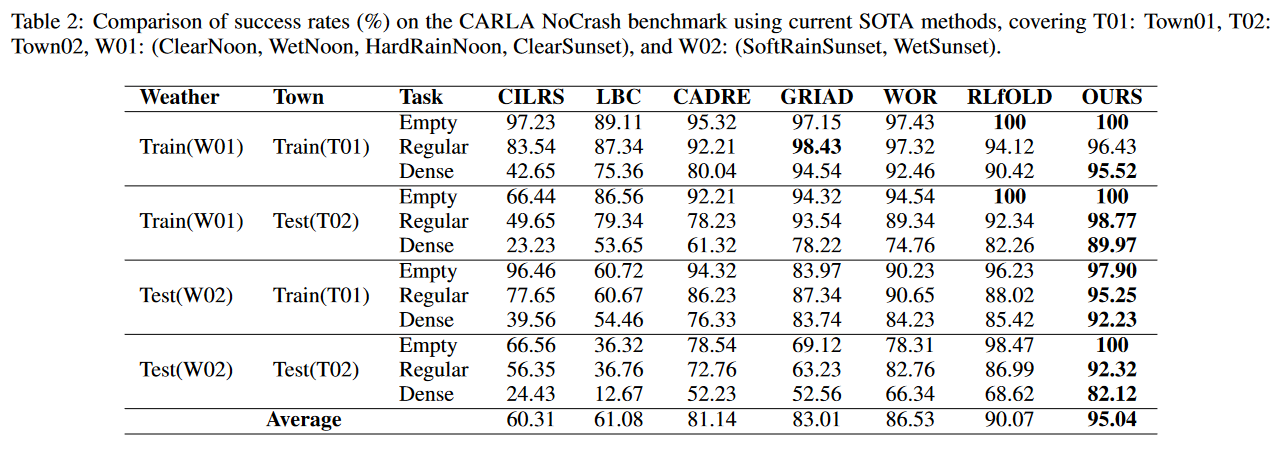 Table 2: Comparison of success rates (%) on the CARLA NoCrash benchmark using current SOTA methods, covering T01: Town01, T02:
Town02, W01: (ClearNoon, WetNoon, HardRainNoon, ClearSunset), and W02: (SoftRainSunset, WetSunset).
Weather Town Task CILRS LBC CADRE GRIAD WOR RLfOLD OURS
Empty 97.23 89.11 95.32 97.15 97.43 100 100
Train(W01) Train(T01) Regular 83.54 87.34 92.21 98.43 97.32 94.12 96.43
Dense 42.65 75.36 80.04 94.54 92.46 90.42 95.52
Empty 66.44 86.56 92.21 94.32 94.54 100 100
Train(W01) Test(T02) Regular 49.65 79.34 78.23 93.54 89.34 92.34 98.77
Dense 23.23 53.65 61.32 78.22 74.76 82.26 89.97
Empty 96.46 60.72 94.32 83.97 90.23 96.23 97.90
Test(W02) Train(T01) Regular 77.65 60.67 86.23 87.34 90.65 88.02 95.25
Dense 39.56 54.46 76.33 83.74 84.23 85.42 92.23
Empty 66.56 36.32 78.54 69.12 78.31 98.47 100
Test(W02) Test(T02) Regular 56.35 36.76 72.76 63.23 82.76 86.99 92.32
Dense 24.43 12.67 52.23 52.56 66.34 68.62 82.12
Average 60.31 61.08 81.14 83.01 86.53 90.07 95.04